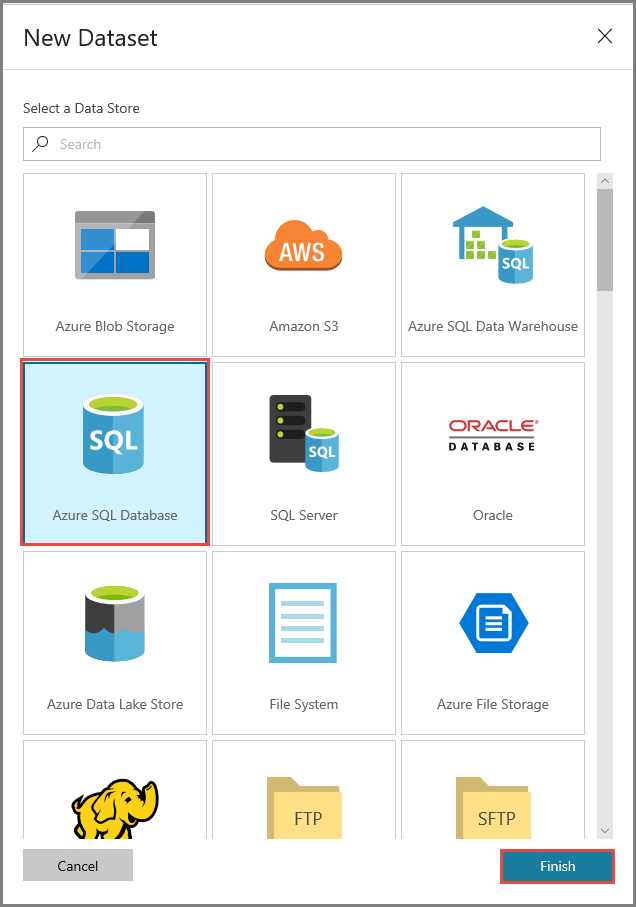 New Dataset
Select a Data Store
Search
AWS
SQL
Azure Blob Storage
Amazon S3
Azure SQL Data Warehouse
SQL
SQL
ORACLE®
DATABASE
Azure SQL Database
SQL Server
Oracle
Azure Data Lake Store
File System
Azure File Storage
FTP
SFTP
Cancel
Finish